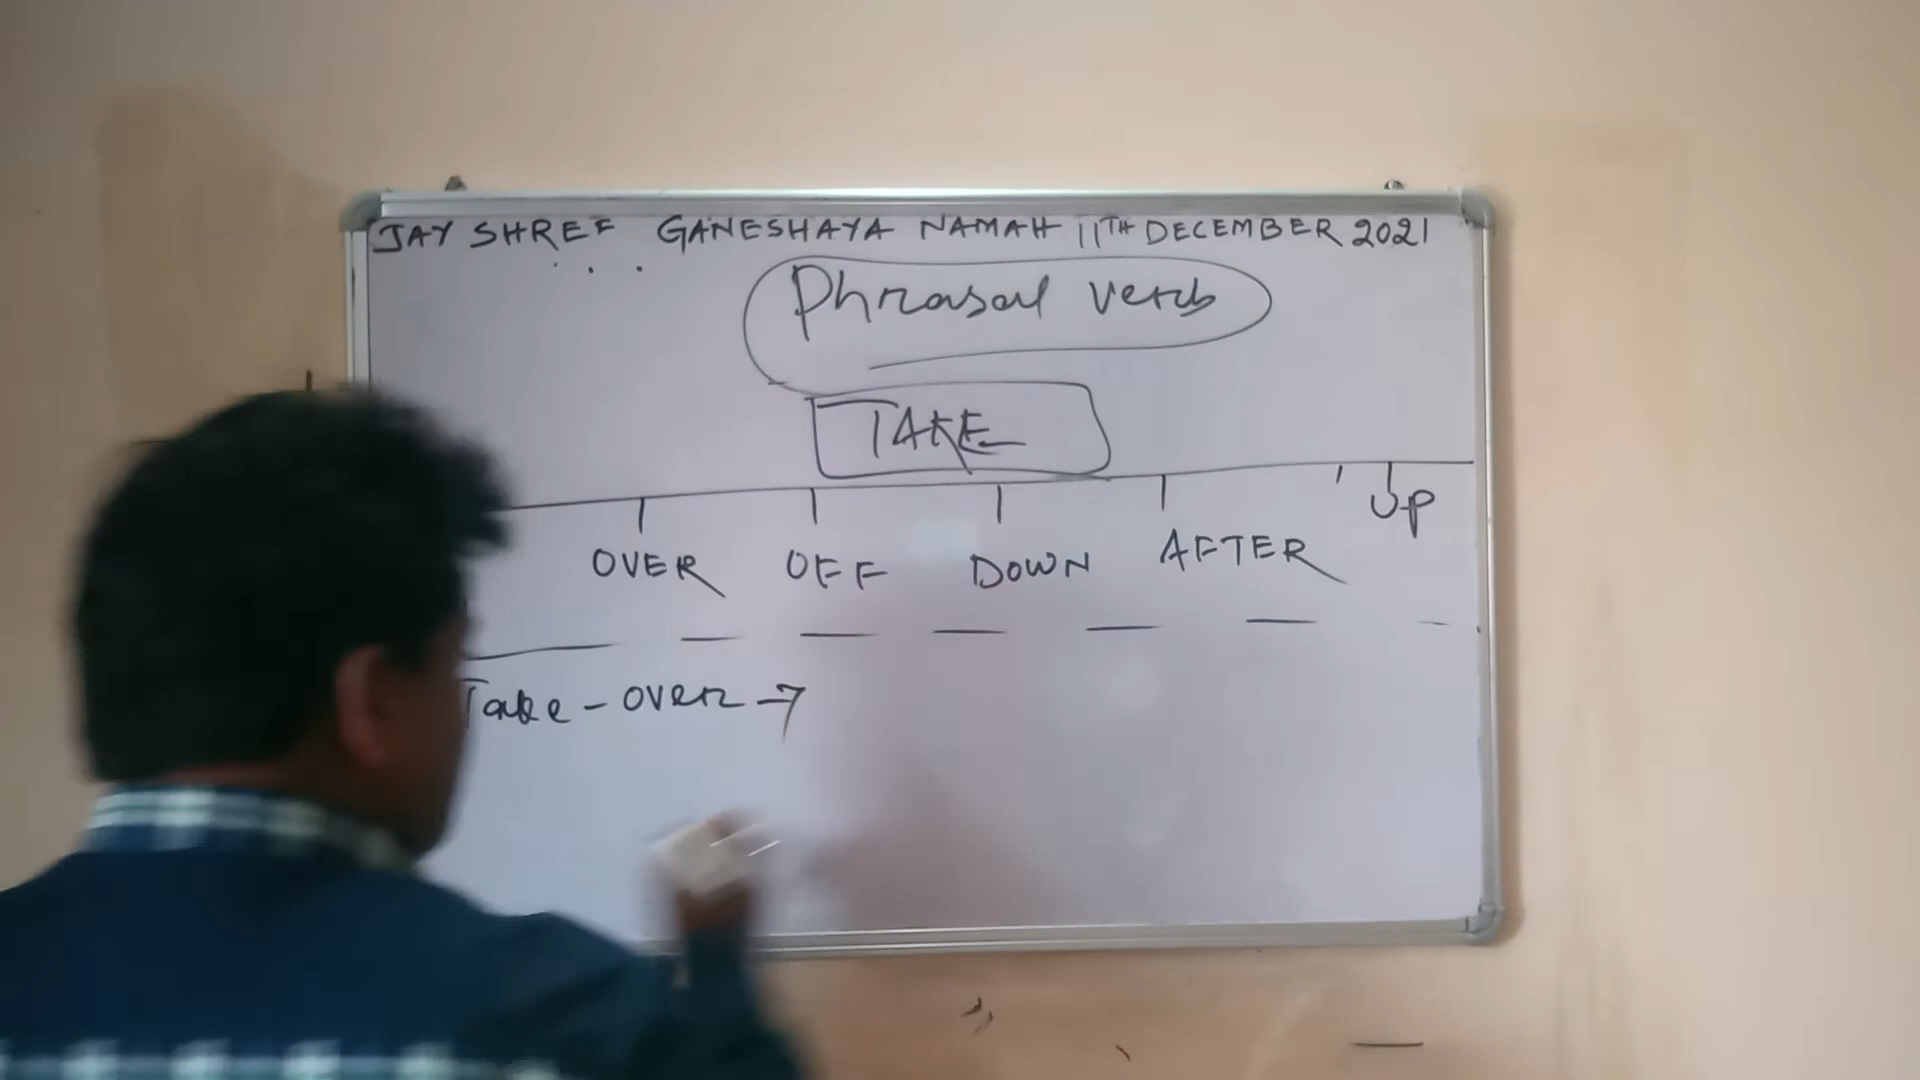 JAY SHREE GANESHAYA NAMAH 11TH DECEMBER 2021
Phrasal verb
TAKE
OVER OFF DOWN AFTER Up
Take - over →